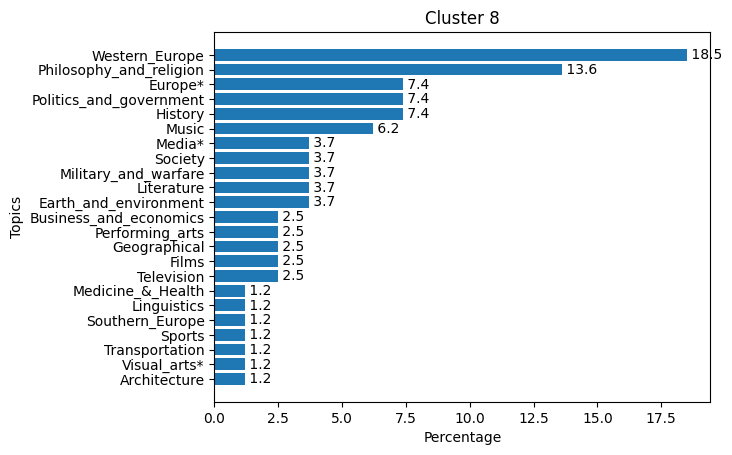 Cluster 8
Western_Europe 18.5
Philosophy_and_religion 13.6
Europe* 7.4
Politics_and_government 7.4
History 7.4
Music 6.2
Media* 3.7
Society 3.7
Military_and_warfare 3.7
Literature 3.7
Earth_and_environment 3.7
Business_and_economics 2.5
Performing_arts 2.5
Geographical 2.5
Films 2.5
Television 2.5
Medicine_&_Health 1.2
Linguistics 1.2
Southern_Europe 1.2
Sports 1.2
Transportation 1.2
Visual_arts* 1.2
Architecture 1.2
Topics
0.0 2.5 5.0 7.5 10.0 12.5 15.0 17.5
Percentage